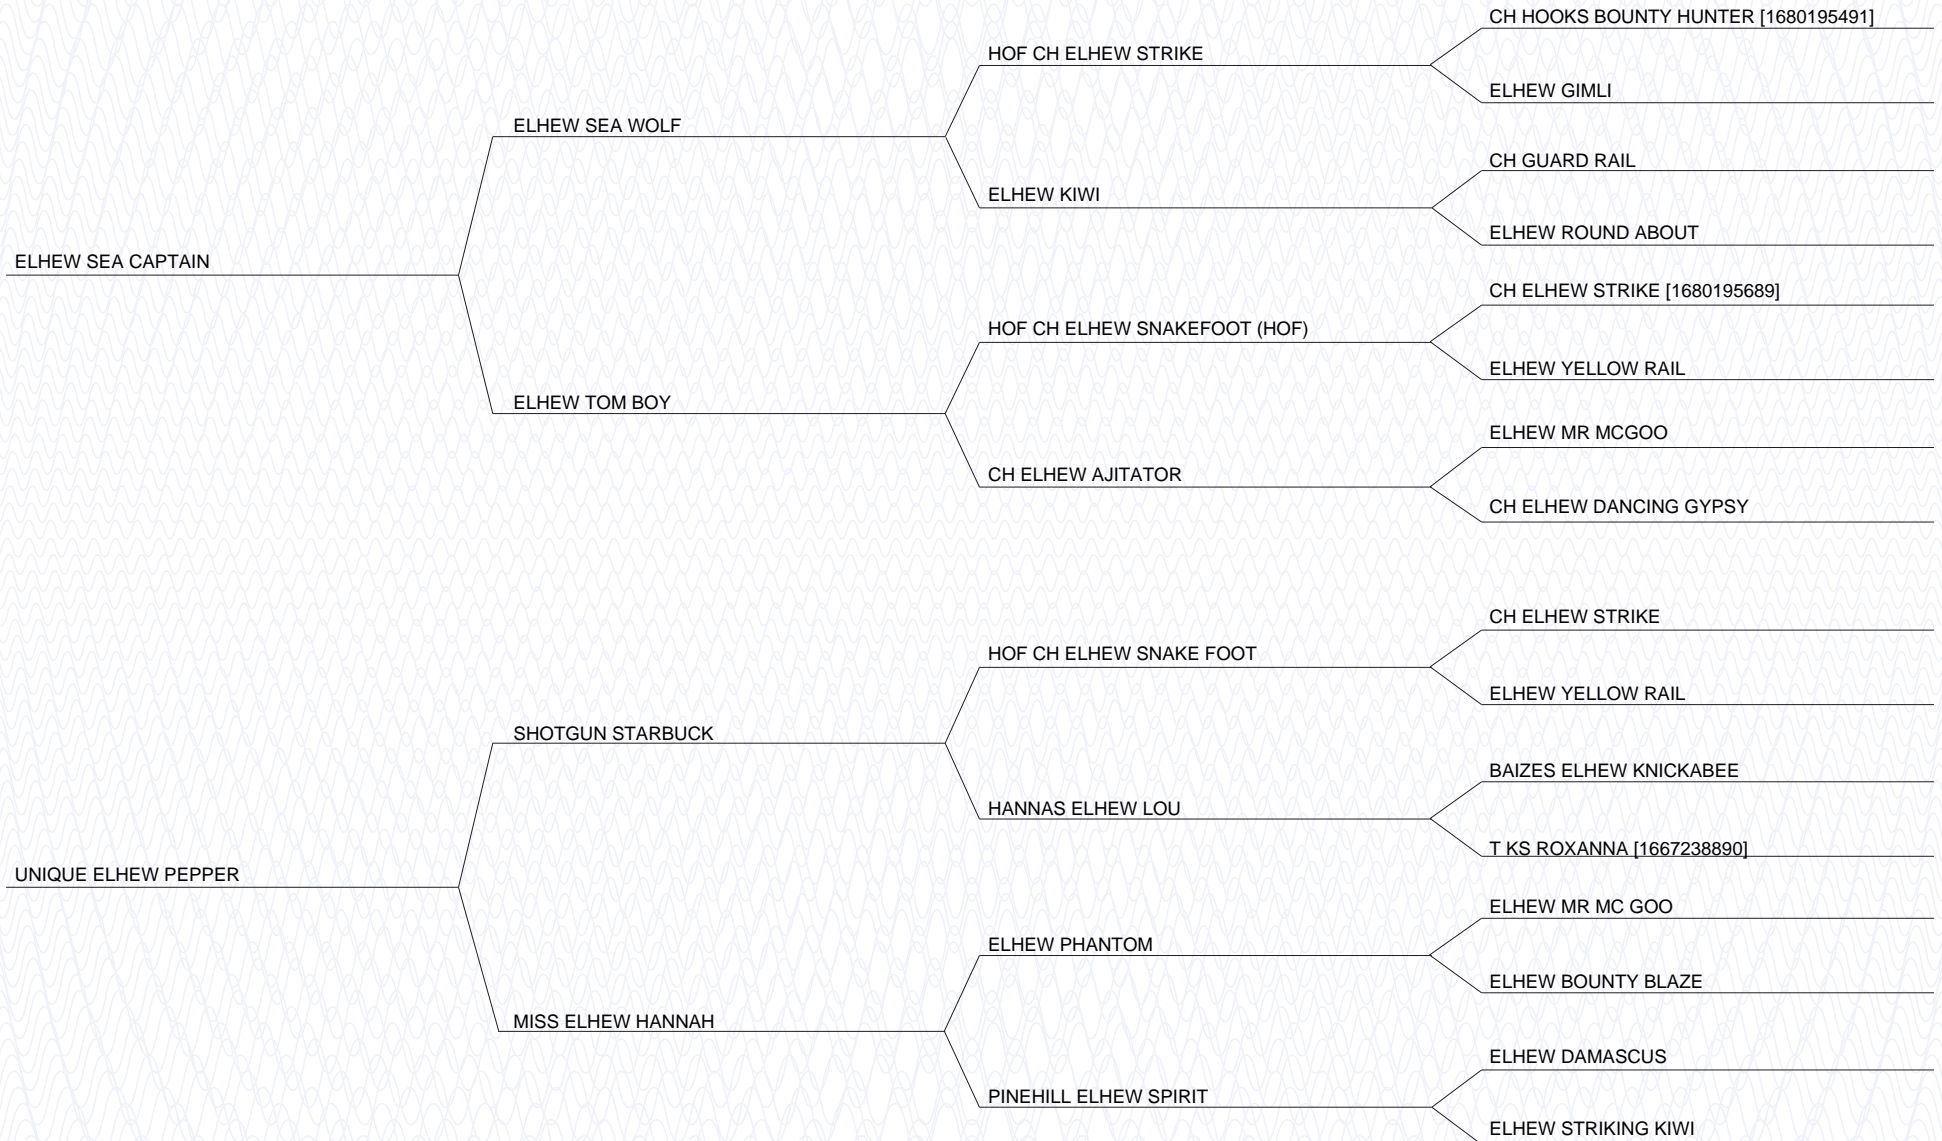 CH HOOKS BOUNTY HUNTER [1680195491]
HOF CH ELHEW STRIKE
ELHEW GIMLI
ELHEW SEA WOLF
CH GUARD RAIL
ELHEW KIWI
ELHEW ROUND ABOUT
ELHEW SEA CAPTAIN
CH ELHEW STRIKE [1680195689]
HOF CH ELHEW SNAKEFOOT (HOF)
ELHEW YELLOW RAIL
ELHEW TOM BOY
ELHEW MR MCGOO
CH ELHEW AJITATOR
CH ELHEW DANCING GYPSY
CH ELHEW STRIKE
HOF CH ELHEW SNAKE FOOT
ELHEW YELLOW RAIL
SHOTGUN STARBUCK
BAIZES ELHEW KNICKABEE
HANNAS ELHEW LOU
T KS ROXANNA [1667238890]
UNIQUE ELHEW PEPPER
ELHEW MR MC GOO
ELHEW PHANTOM
ELHEW BOUNTY BLAZE
MISS ELHEW HANNAH
ELHEW DAMASCUS
PINEHILL ELHEW SPIRIT
ELHEW STRIKING KIWI